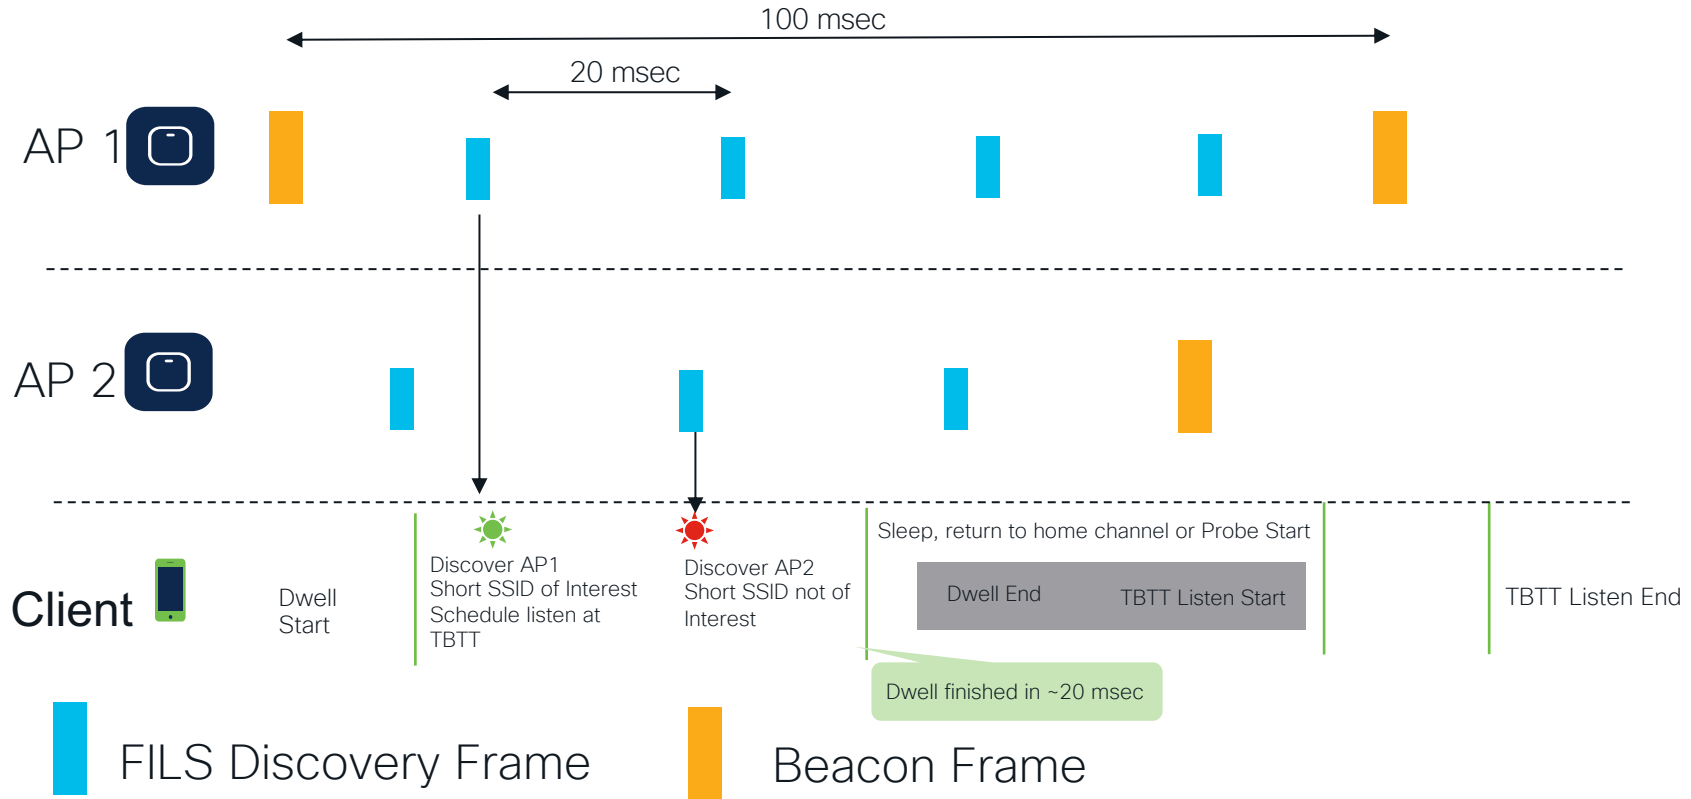 100 msec
20 msec
AP 1
AP 2
Client
Dwell
Start
Discover AP1
Short SSID of Interest
Schedule listen at
TBTT
Discover AP2
Short SSID not of
Interest
Sleep, return to home channel or Probe Start
Dwell End
TBTT Listen Start
TBTT Listen End
Dwell finished in ~20 msec
FILS Discovery Frame
Beacon Frame